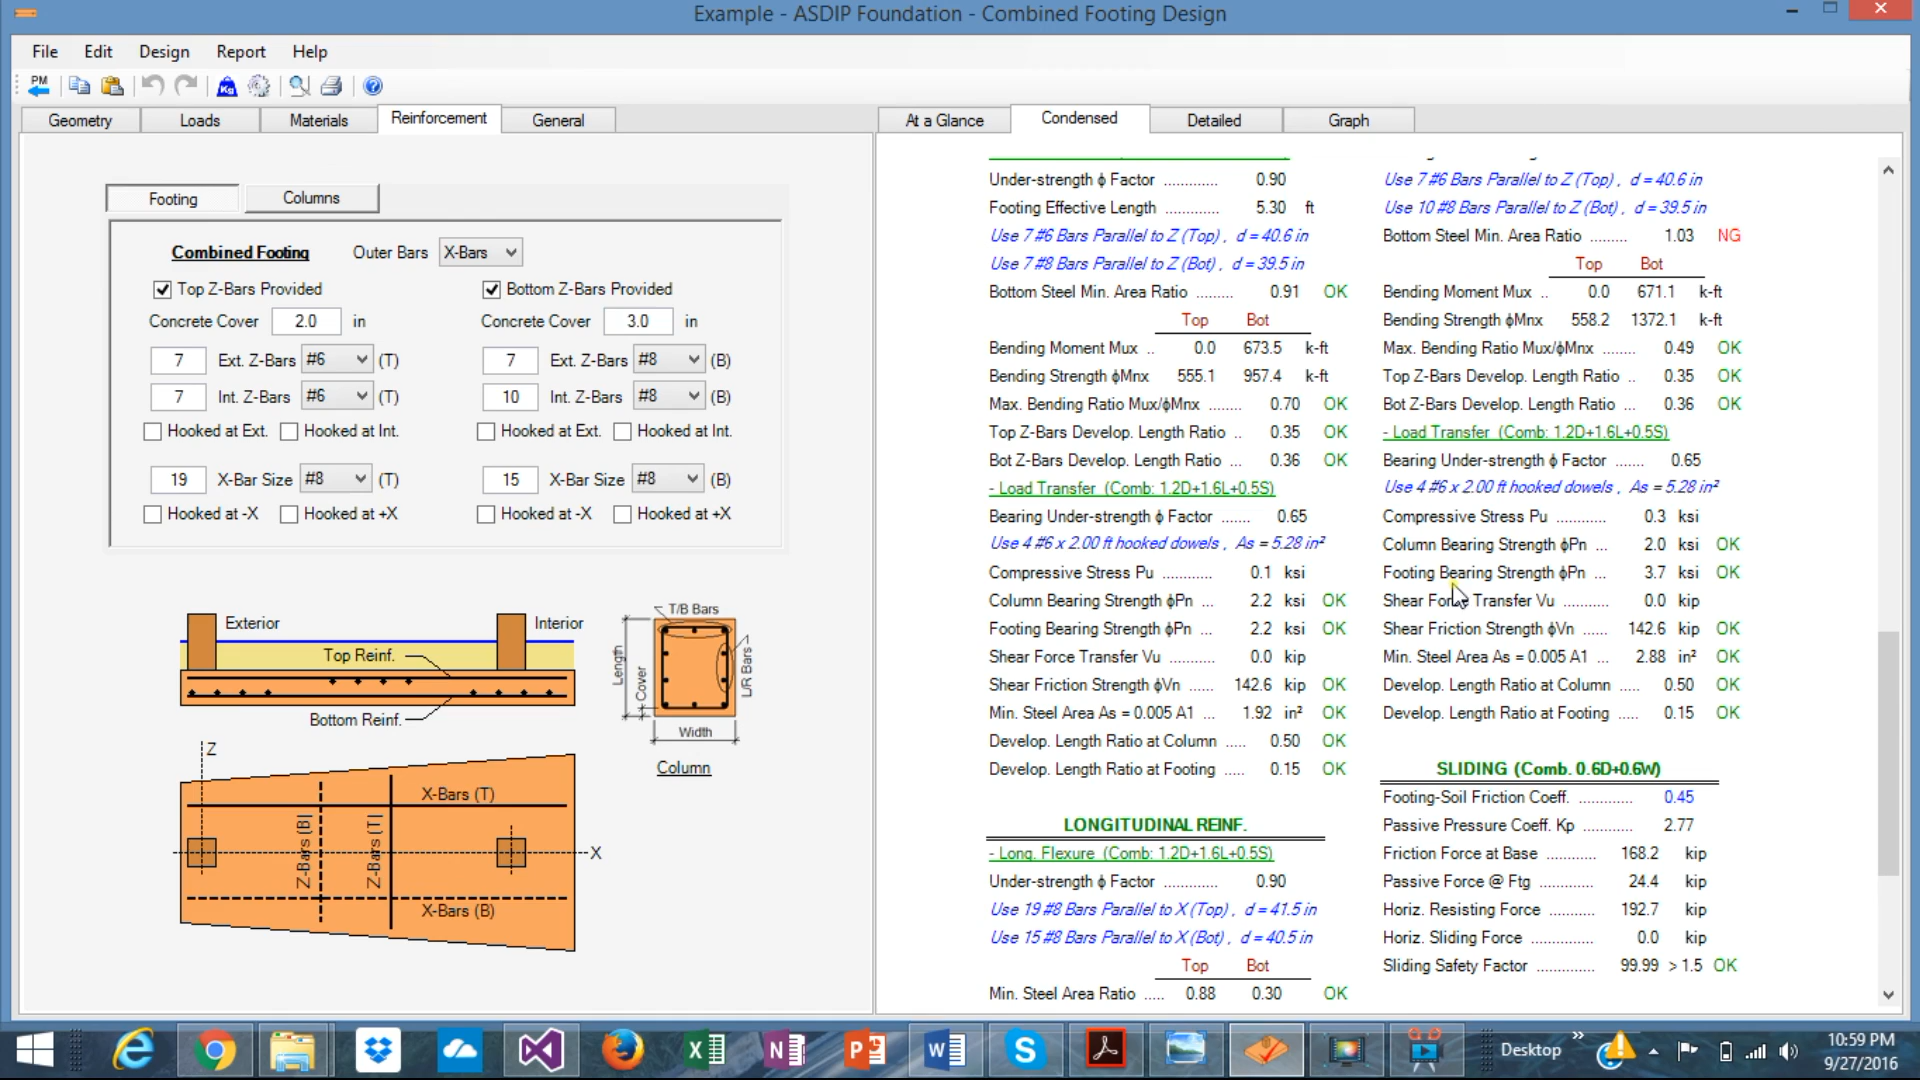 Example - ASDIP Foundation - Combined Footing Design
File Edit Design Report Help
PM Kg
Geometry Loads Materials Reinforcement General
Footing Columns
Combined Footing Outer Bars X-Bars
Top Z-Bars Provided Bottom Z-Bars Provided
Concrete Cover 2.0 in Concrete Cover 3.0 in
7 Ext. Z-Bars #6 (T) 7 Ext. Z-Bars #8 (B)
7 Int. Z-Bars #6 (T) 10 Int. Z-Bars #8 (B)
Hooked at Ext. Hooked at Int. Hooked at Ext. Hooked at Int.
19 X-Bar Size #8 (T) 15 X-Bar Size #8 (B)
Hooked at -X Hooked at +X Hooked at -X Hooked at +X
Exterior Interior
Top Reinf.
Bottom Reinf.
T/B Bars
Length
Cover
L/R Bars
Width
Column
Z
X-Bars (T)
Z-Bars (B)
Z-Bars (T)
X
X-Bars (B)
At a Glance Condensed Detailed Graph
Under-strength ϕ Factor ............ 0.90
Footing Effective Length ............ 5.30 ft
Use 7 #6 Bars Parallel to Z (Top) , d = 40.6 in
Use 7 #8 Bars Parallel to Z (Bot) , d = 39.5 in
Bottom Steel Min. Area Ratio ........ 0.91 OK
Top Bot
Bending Moment Mux .. 0.0 673.5 k-ft
Bending Strength ϕMnx 555.1 957.4 k-ft
Max. Bending Ratio Mux/ϕMnx ....... 0.70 OK
Top Z-Bars Develop. Length Ratio .. 0.35 OK
Bot Z-Bars Develop. Length Ratio ... 0.36 OK
- Load Transfer (Comb: 1.2D+1.6L+0.5S)
Bearing Under-strength ϕ Factor ....... 0.65
Use 4 #6 x 2.00 ft hooked dowels , As = 5.28 in²
Compressive Stress Pu ............ 0.1 ksi
Column Bearing Strength ϕPn ... 2.2 ksi OK
Footing Bearing Strength ϕPn ... 2.2 ksi OK
Shear Force Transfer Vu ........... 0.0 kip
Shear Friction Strength ϕVn ...... 142.6 kip OK
Min. Steel Area As = 0.005 A1 ... 1.92 in² OK
Develop. Length Ratio at Column ..... 0.50 OK
Develop. Length Ratio at Footing ..... 0.15 OK
LONGITUDINAL REINF.
- Long. Flexure (Comb: 1.2D+1.6L+0.5S)
Under-strength ϕ Factor ............ 0.90
Use 19 #8 Bars Parallel to X (Top) , d = 41.5 in
Use 15 #8 Bars Parallel to X (Bot) , d = 40.5 in
Top Bot
Min. Steel Area Ratio ..... 0.88 0.30 OK
Use 7 #6 Bars Parallel to Z (Top) , d = 40.6 in
Use 10 #8 Bars Parallel to Z (Bot) , d = 39.5 in
Bottom Steel Min. Area Ratio ........ 1.03 NG
Top Bot
Bending Moment Mux .. 0.0 671.1 k-ft
Bending Strength ϕMnx 558.2 1372.1 k-ft
Max. Bending Ratio Mux/ϕMnx ....... 0.49 OK
Top Z-Bars Develop. Length Ratio .. 0.35 OK
Bot Z-Bars Develop. Length Ratio ... 0.36 OK
- Load Transfer (Comb: 1.2D+1.6L+0.5S)
Bearing Under-strength ϕ Factor ....... 0.65
Use 4 #6 x 2.00 ft hooked dowels , As = 5.28 in²
Compressive Stress Pu ............ 0.3 ksi
Column Bearing Strength ϕPn ... 2.0 ksi OK
Footing Bearing Strength ϕPn ... 3.7 ksi OK
Shear Force Transfer Vu ........... 0.0 kip
Shear Friction Strength ϕVn ...... 142.6 kip OK
Min. Steel Area As = 0.005 A1 ... 2.88 in² OK
Develop. Length Ratio at Column ..... 0.50 OK
Develop. Length Ratio at Footing ..... 0.15 OK
SLIDING (Comb. 0.6D+0.6W)
Footing-Soil Friction Coeff. ............ 0.45
Passive Pressure Coeff. Kp ........... 2.77
Friction Force at Base ............ 168.2 kip
Passive Force @ Ftg ............ 24.4 kip
Horiz. Resisting Force ........... 192.7 kip
Horiz. Sliding Force .............. 0.0 kip
Sliding Safety Factor ............. 99.99 > 1.5 OK
Desktop
10:59 PM
9/27/2016